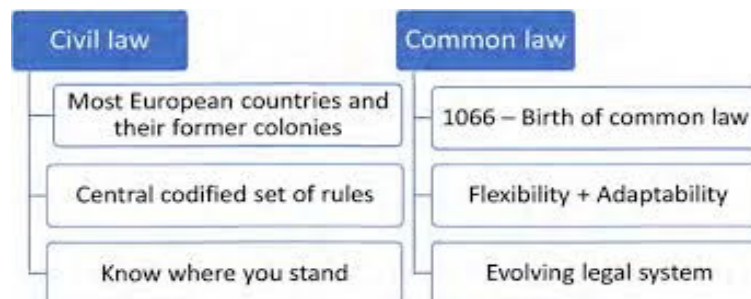 Civil law
Most European countries and
their former colonies
Central codified set of rules
Know where you stand
Common law
1066 – Birth of common law
Flexibility + Adaptability
Evolving legal system